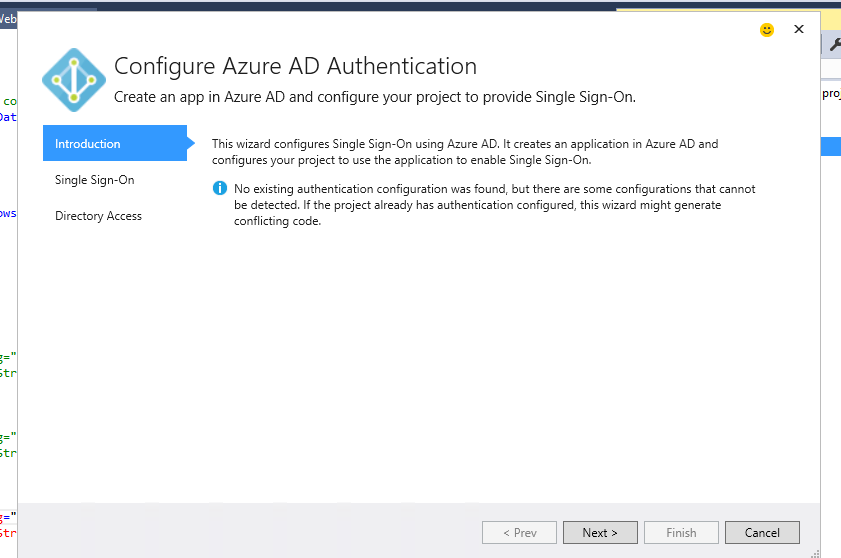 Web
Configure Azure AD Authentication
Create an app in Azure AD and configure your project to provide Single Sign-On.
co
Dat
proj
Introduction
This wizard configures Single Sign-On using Azure AD. It creates an application in Azure AD and
configures your project to use the application to enable Single Sign-On.
Single Sign-On
No existing authentication configuration was found, but there are some configurations that cannot
be detected. If the project already has authentication configured, this wizard might generate
conflicting code.
Directory Access
ows
g="
Str
g="
Str
g="
Str
< Prev
Next >
Finish
Cancel